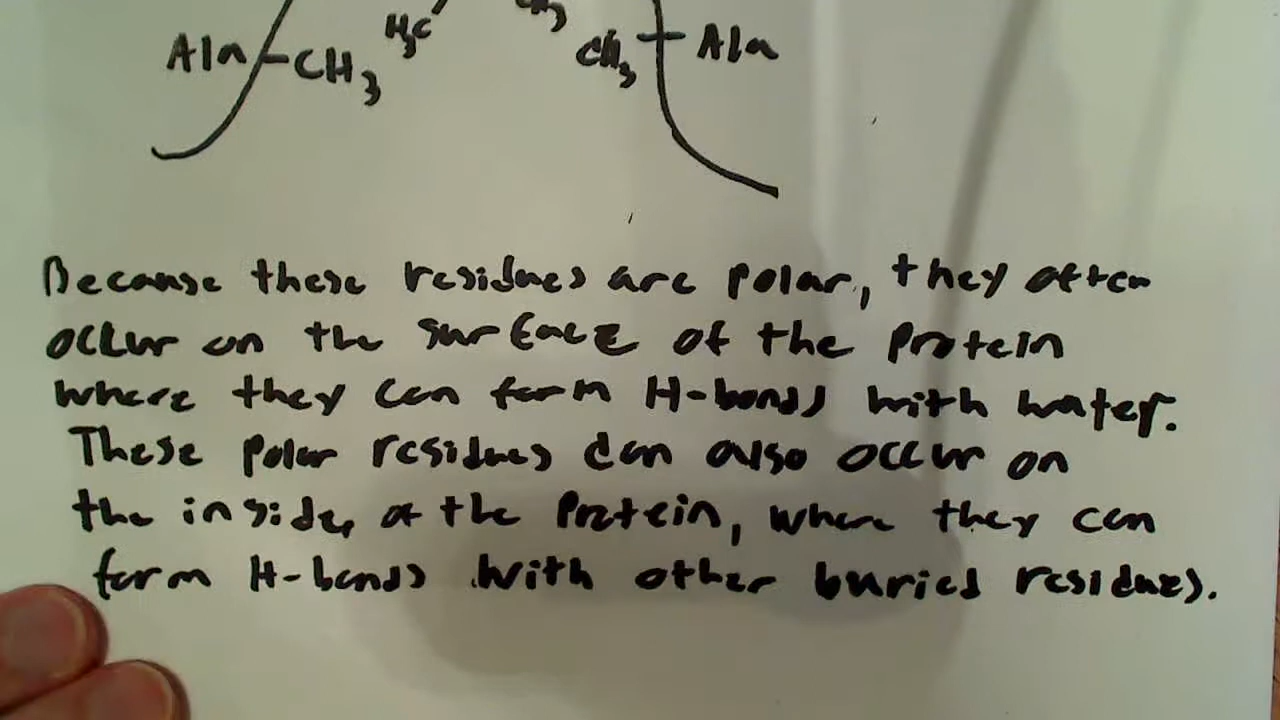 Ala CH3 H3C CH3 CH3 Ala
Because these residues are polar, they often
occur on the surface of the protein
where they can form H-bonds with water.
These polar residues can also occur on
the inside, of the protein, where they can
form H-bonds with other buried residues.